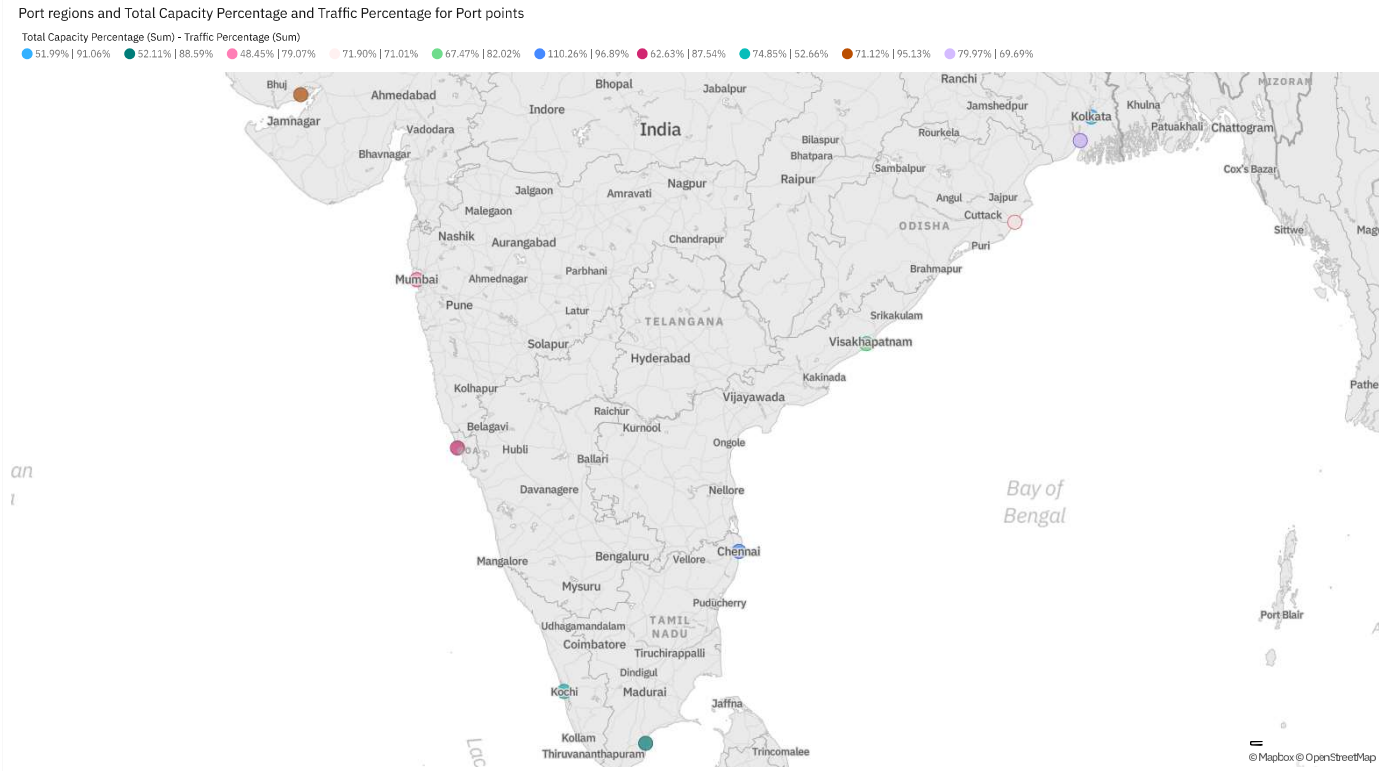 Port regions and Total Capacity Percentage and Traffic Percentage for Port points
Total Capacity Percentage (Sum) - Traffic Percentage (Sum)
51.99% | 91.06% 52.11% | 88.59% 48.45% | 79.07% 71.90% | 71.01% 67.47% | 82.02% 110.26% | 96.89% 62.63% | 87.54% 74.85% | 52.66% 71.12% | 95.13% 79.97% | 69.69%
Bhuj
Bhopal
Ranchi
MIZORAM
Jabalpur
Ahmedabad
Indore
Jamshedpur
Khulna
Kolkata
Jamnagar
Vadodara
India
Rourkela
Patuakhali
Chattogram
Bilaspur
Bhavnagar
Bhatpara
Sambalpur
Cox's Bazar
Raipur
Nagpur
Jalgaon
Amravati
Angul
Jajpur
Malegaon
Cuttack
ODISHA
Sittwe
Mag
Nashik
Aurangabad
Chandrapur
Puri
Brahmapur
Parbhani
Mumbai
Ahmednagar
Pune
Latur
Srikakulam
TELANGANA
Solapur
Visakhapatnam
Hyderabad
Kakinada
Pathe
Kolhapur
Vijayawada
Raichur
Belagavi
Kurnool
Ongole
Hubli
OA
Ballari
an
Davanagere
Nellore
Bay of
Bengal
Chennai
Bengaluru
Vellore
Mangalore
Mysuru
Puducherry
Port Blair
TAMIL
NADU
Udhagamandalam
Coimbatore
Tiruchirappalli
Dindigul
Kochi
Madurai
Jaffna
Kollam
Thiruvananthapuram
Lac
Trincomalee
© Mapbox © OpenStreetMap